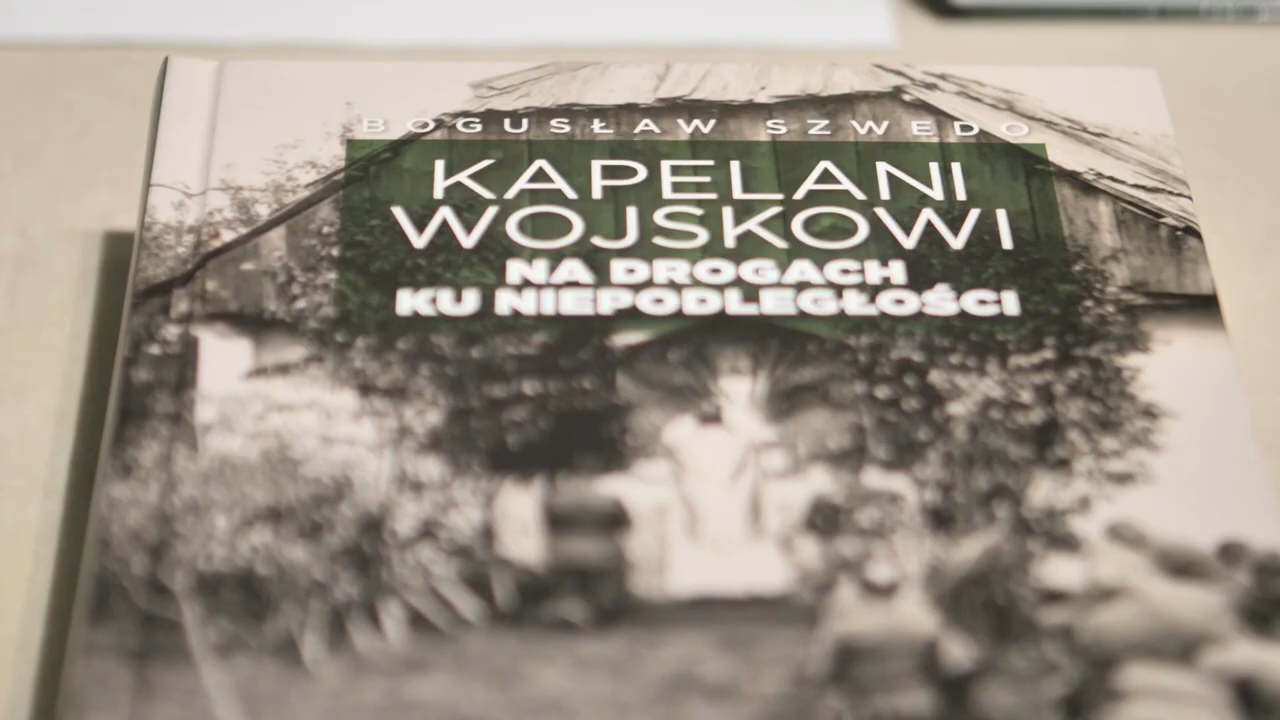 BOGUSŁAW SZWEDO
KAPELANI
WOJSKOWI
NA DROGACH
KU NIEPODLEGŁOŚCI